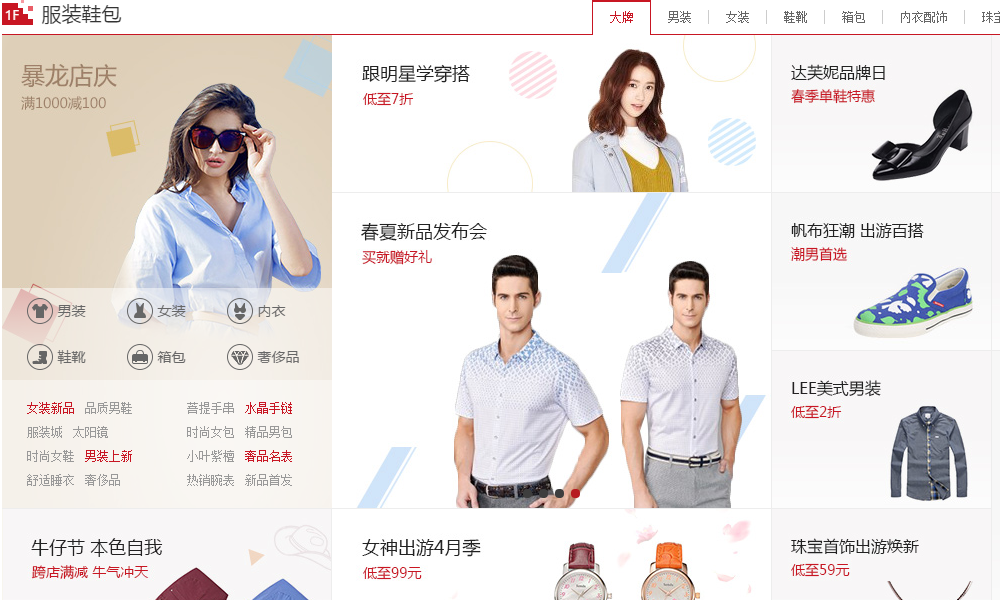 1F 服装鞋包
大牌 男装 女装 鞋靴 箱包 内衣配饰 珠宝
暴龙店庆
满1000减100
男装 女装 内衣
鞋靴 箱包 奢侈品
女装新品 品质男鞋 菩提手串 水晶手链
服装城 太阳镜 时尚女包 精品男包
时尚女鞋 男装上新 小叶紫檀 奢品名表
舒适睡衣 奢侈品 热销腕表 新品首发
牛仔节 本色自我
跨店满减 牛气冲天
跟明星学穿搭
低至7折
春夏新品发布会
买就赠好礼
女神出游4月季
低至99元
达芙妮品牌日
春季单鞋特惠
帆布狂潮 出游百搭
潮男首选
LEE美式男装
低至2折
珠宝首饰出游焕新
低至59元